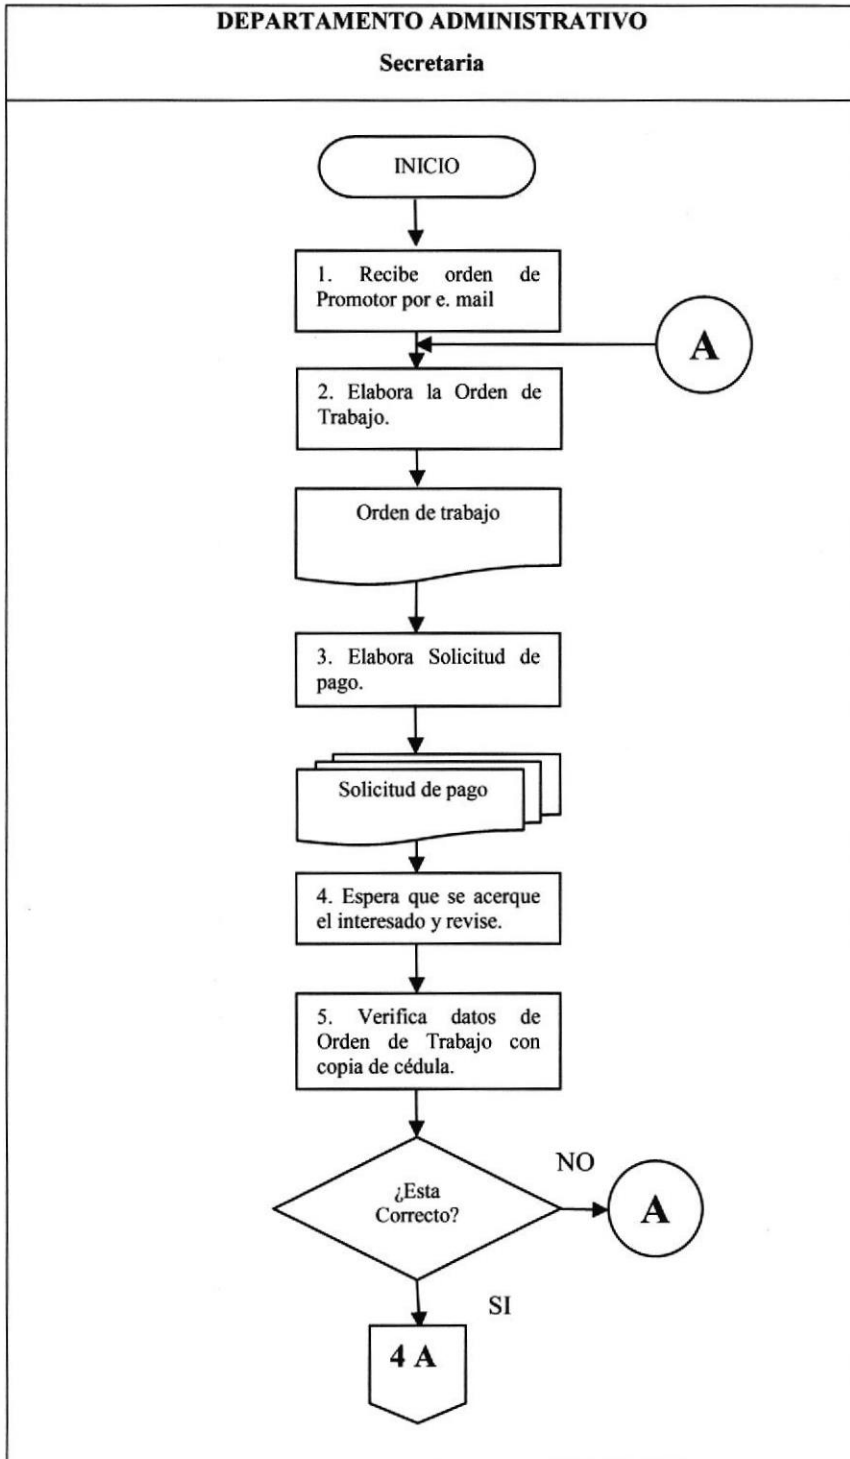 DEPARTAMENTO ADMINISTRATIVO
Secretaria
INICIO
1. Recibe orden de
Promotor por e. mail
A
2. Elabora la Orden de
Trabajo.
Orden de trabajo
3. Elabora Solicitud de
pago.
Solicitud de pago
4. Espera que se acerque
el interesado y revise.
5. Verifica datos de
Orden de Trabajo con
copia de cédula.
¿Esta
Correcto?
NO
A
SI
4 A